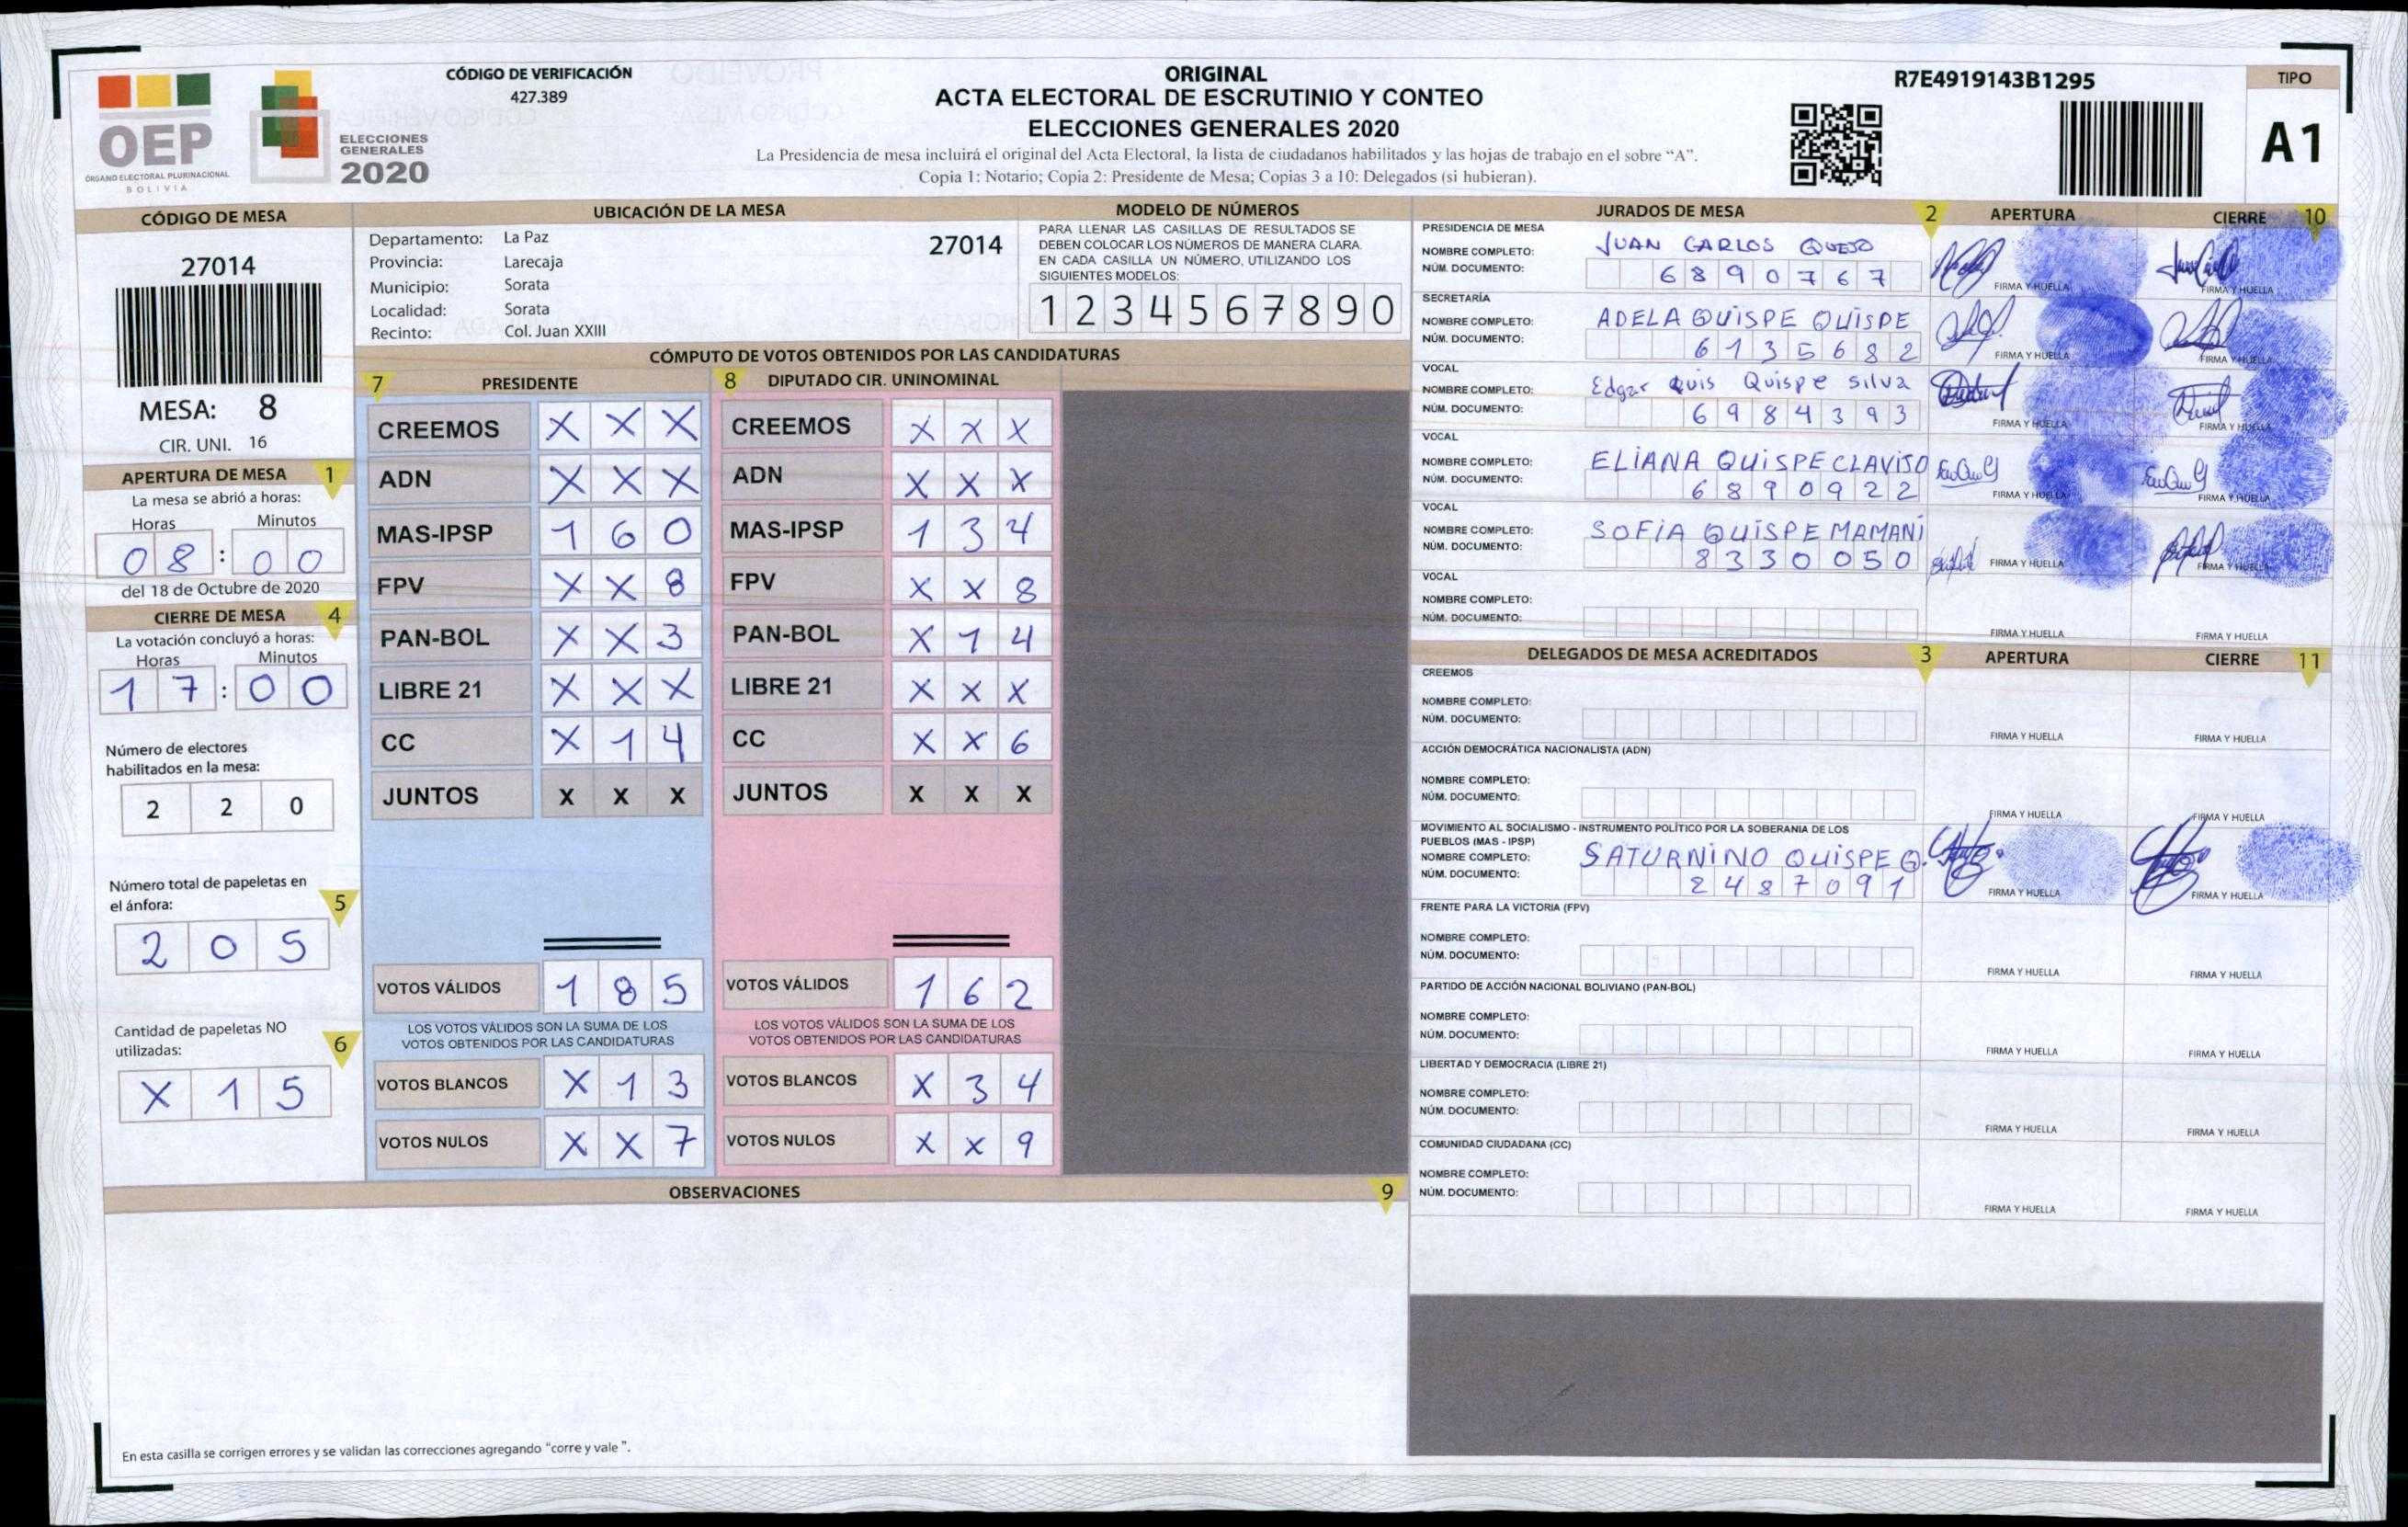 OEP
ÓRGANO ELECTORAL PLURINACIONAL
BOLIVIA
ELECCIONES
GENERALES
2020
CÓDIGO DE VERIFICACIÓN
427.389
ORIGINAL
ACTA ELECTORAL DE ESCRUTINIO Y CONTEO
ELECCIONES GENERALES 2020
La Presidencia de mesa incluirá el original del Acta Electoral, la lista de ciudadanos habilitados y las hojas de trabajo en el sobre “A”.
Copia 1: Notario; Copia 2: Presidente de Mesa; Copias 3 a 10: Delegados (si hubieran).
R7E4919143B1295
TIPO
A1
CÓDIGO DE MESA
27014
MESA: 8
CIR. UNI. 16
APERTURA DE MESA 1
La mesa se abrió a horas:
Horas Minutos
08:00
del 18 de Octubre de 2020
CIERRE DE MESA 4
La votación concluyó a horas:
Horas Minutos
17:00
Número de electores
habilitados en la mesa:
2 2 0
Número total de papeletas en
el ánfora: 5
2 0 5
Cantidad de papeletas NO
utilizadas: 6
X 1 5
UBICACIÓN DE LA MESA
Departamento: La Paz 27014
Provincia: Larecaja
Municipio: Sorata
Localidad: Sorata
Recinto: Col. Juan XXIII
MODELO DE NÚMEROS
PARA LLENAR LAS CASILLAS DE RESULTADOS SE
DEBEN COLOCAR LOS NÚMEROS DE MANERA CLARA.
EN CADA CASILLA UN NÚMERO, UTILIZANDO LOS
SIGUIENTES MODELOS:
1 2 3 4 5 6 7 8 9 0
CÓMPUTO DE VOTOS OBTENIDOS POR LAS CANDIDATURAS
7 PRESIDENTE
CREEMOS X X X
ADN X X X
MAS-IPSP 1 6 0
FPV X X 8
PAN-BOL X X 3
LIBRE 21 X X X
CC X 1 4
JUNTOS X X X
VOTOS VÁLIDOS 1 8 5
LOS VOTOS VÁLIDOS SON LA SUMA DE LOS
VOTOS OBTENIDOS POR LAS CANDIDATURAS
VOTOS BLANCOS X 1 3
VOTOS NULOS X X 7
8 DIPUTADO CIR. UNINOMINAL
CREEMOS X X X
ADN X X X
MAS-IPSP 1 3 4
FPV X X 8
PAN-BOL X 1 4
LIBRE 21 X X X
CC X X 6
JUNTOS X X X
VOTOS VÁLIDOS 1 6 2
LOS VOTOS VÁLIDOS SON LA SUMA DE LOS
VOTOS OBTENIDOS POR LAS CANDIDATURAS
VOTOS BLANCOS X 3 4
VOTOS NULOS X X 9
OBSERVACIONES 9
En esta casilla se corrigen errores y se validan las correcciones agregando “corre y vale ”.
JURADOS DE MESA 2 APERTURA CIERRE 10
PRESIDENCIA DE MESA
NOMBRE COMPLETO: JUAN CARLOS QUEJO
NÚM. DOCUMENTO: 6890767
FIRMA Y HUELLA FIRMA Y HUELLA
SECRETARÍA
NOMBRE COMPLETO: ADELA QUISPE QUISPE
NÚM. DOCUMENTO: 6135682
FIRMA Y HUELLA FIRMA Y HUELLA
VOCAL
NOMBRE COMPLETO: Edgar Quis Quispe Silva
NÚM. DOCUMENTO: 6984393
FIRMA Y HUELLA FIRMA Y HUELLA
VOCAL
NOMBRE COMPLETO: ELIANA QUISPE CLAVIJO
NÚM. DOCUMENTO: 6890922
FIRMA Y HUELLA FIRMA Y HUELLA
VOCAL
NOMBRE COMPLETO: SOFIA QUISPE MAMANI
NÚM. DOCUMENTO: 8330050
FIRMA Y HUELLA FIRMA Y HUELLA
VOCAL
NOMBRE COMPLETO:
NÚM. DOCUMENTO:
FIRMA Y HUELLA FIRMA Y HUELLA
DELEGADOS DE MESA ACREDITADOS 3 APERTURA CIERRE 11
CREEMOS
NOMBRE COMPLETO:
NÚM. DOCUMENTO:
FIRMA Y HUELLA FIRMA Y HUELLA
ACCIÓN DEMOCRÁTICA NACIONALISTA (ADN)
NOMBRE COMPLETO:
NÚM. DOCUMENTO:
FIRMA Y HUELLA FIRMA Y HUELLA
MOVIMIENTO AL SOCIALISMO - INSTRUMENTO POLÍTICO POR LA SOBERANIA DE LOS
PUEBLOS (MAS - IPSP)
NOMBRE COMPLETO: SATURNINO QUISPE Q.
NÚM. DOCUMENTO: 2487091
FIRMA Y HUELLA FIRMA Y HUELLA
FRENTE PARA LA VICTORIA (FPV)
NOMBRE COMPLETO:
NÚM. DOCUMENTO:
FIRMA Y HUELLA FIRMA Y HUELLA
PARTIDO DE ACCIÓN NACIONAL BOLIVIANO (PAN-BOL)
NOMBRE COMPLETO:
NÚM. DOCUMENTO:
FIRMA Y HUELLA FIRMA Y HUELLA
LIBERTAD Y DEMOCRACIA (LIBRE 21)
NOMBRE COMPLETO:
NÚM. DOCUMENTO:
FIRMA Y HUELLA FIRMA Y HUELLA
COMUNIDAD CIUDADANA (CC)
NOMBRE COMPLETO:
NÚM. DOCUMENTO:
FIRMA Y HUELLA FIRMA Y HUELLA